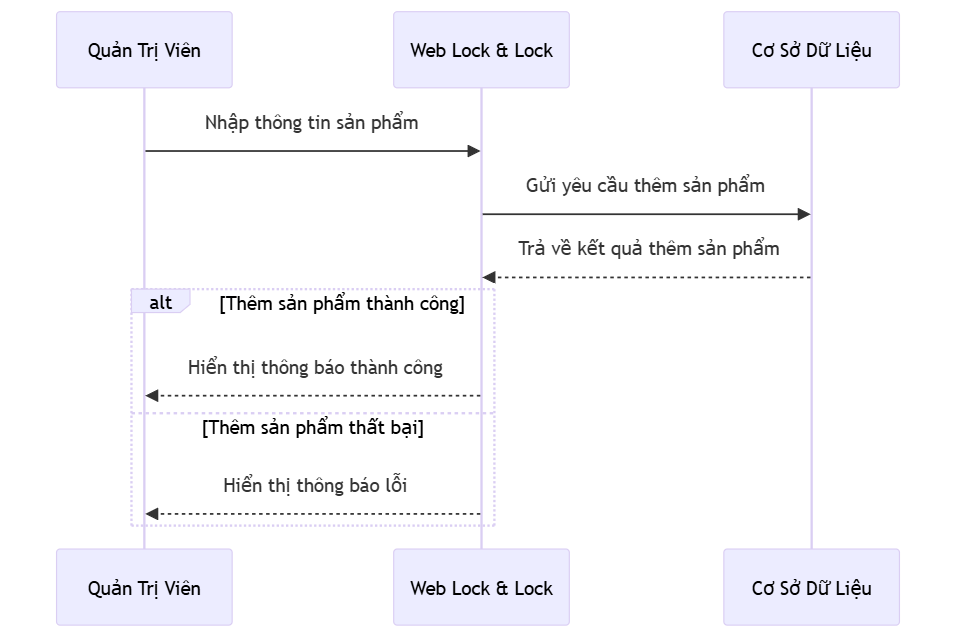 Quản Trị Viên
Web Lock & Lock
Cơ Sở Dữ Liệu
Nhập thông tin sản phẩm
Gửi yêu cầu thêm sản phẩm
Trả về kết quả thêm sản phẩm
alt
[Thêm sản phẩm thành công]
Hiển thị thông báo thành công
[Thêm sản phẩm thất bại]
Hiển thị thông báo lỗi
Quản Trị Viên
Web Lock & Lock
Cơ Sở Dữ Liệu